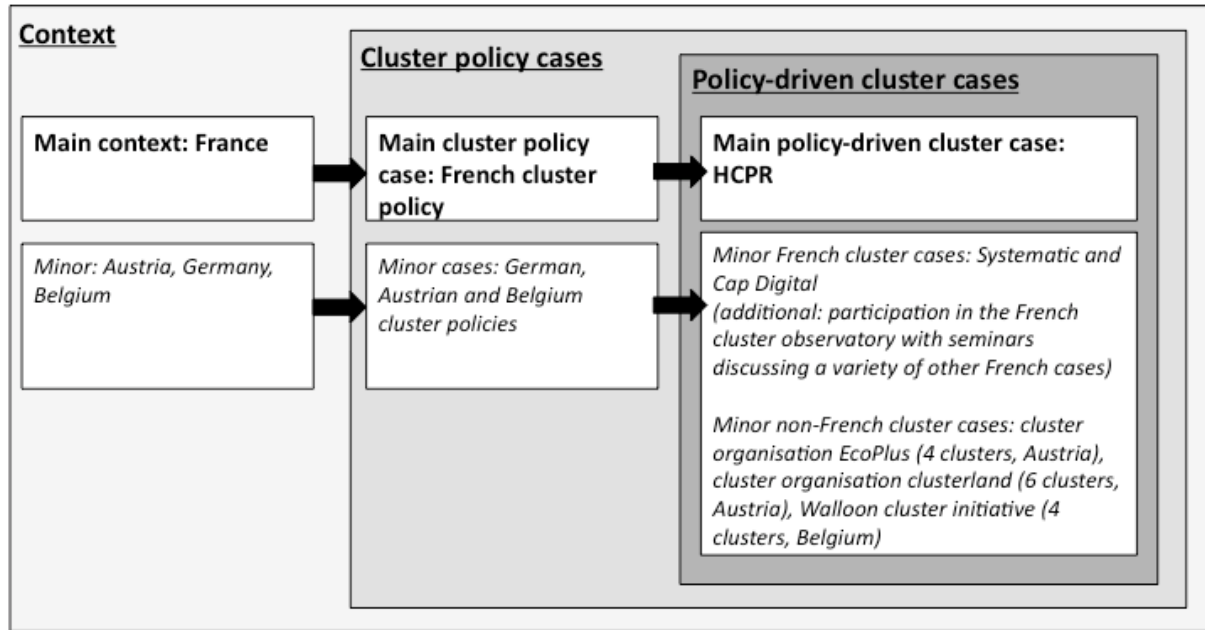 Context
Cluster policy cases
Policy-driven cluster cases
Main context: France
Main cluster policy
case: French cluster
policy
Main policy-driven cluster case:
HCPR
Minor: Austria, Germany,
Belgium
Minor cases: German,
Austrian and Belgium
cluster policies
Minor French cluster cases: Systematic and
Cap Digital
(additional: participation in the French
cluster observatory with seminars
discussing a variety of other French cases)
Minor non-French cluster cases: cluster
organisation EcoPlus (4 clusters, Austria),
cluster organisation clusterland (6 clusters,
Austria), Walloon cluster initiative (4
clusters, Belgium)